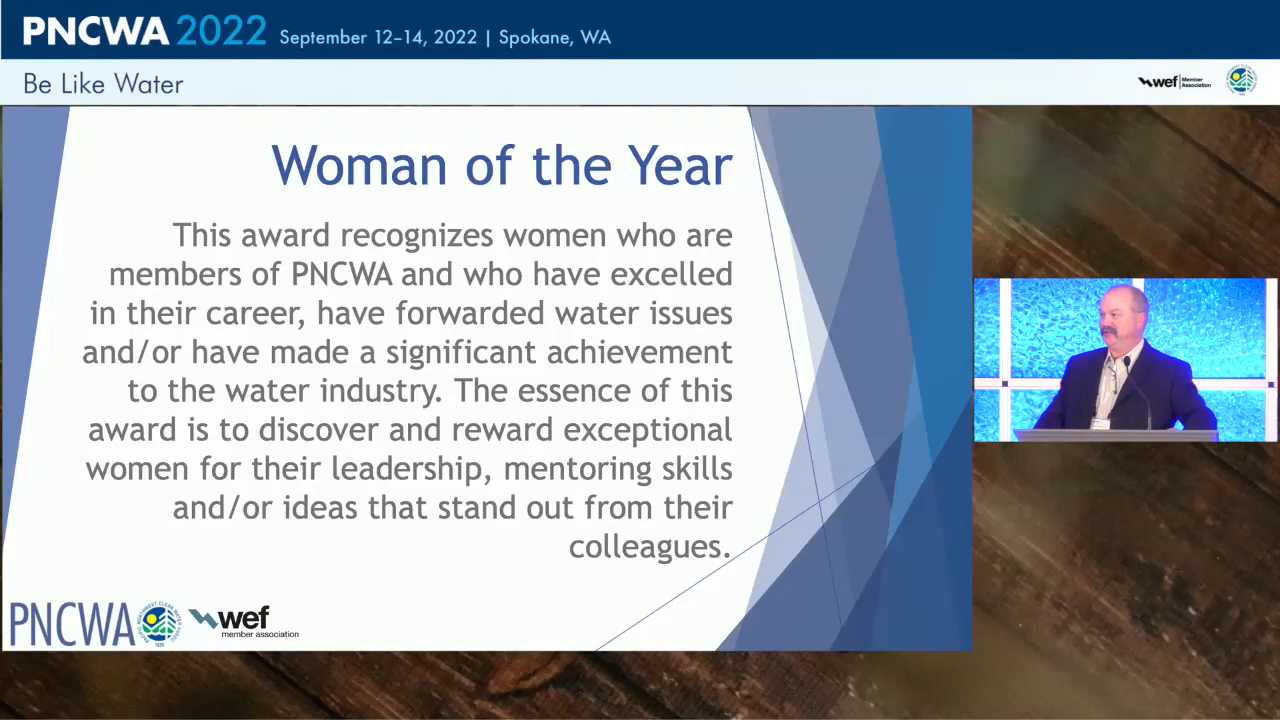 PNCWA 2022 September 12–14, 2022 | Spokane, WA
Be Like Water
wef Member Association
Woman of the Year
This award recognizes women who are
members of PNCWA and who have excelled
in their career, have forwarded water issues
and/or have made a significant achievement
to the water industry. The essence of this
award is to discover and reward exceptional
women for their leadership, mentoring skills
and/or ideas that stand out from their
colleagues.
PNCWA
wef
member association